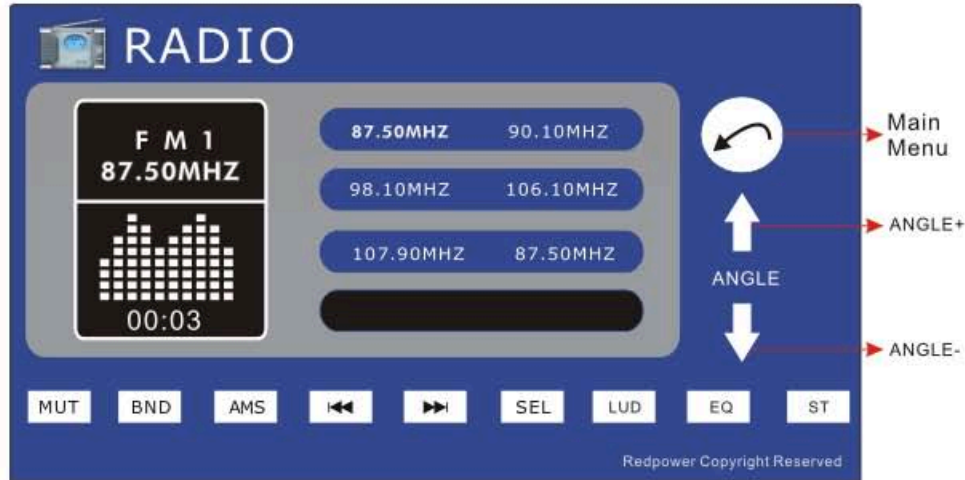 RADIO
F M 1
87.50MHZ
00:03
87.50MHZ 90.10MHZ
98.10MHZ 106.10MHZ
107.90MHZ 87.50MHZ
Main
Menu
ANGLE+
ANGLE
ANGLE-
MUT BND AMS SEL LUD EQ ST
Redpower Copyright Reserved